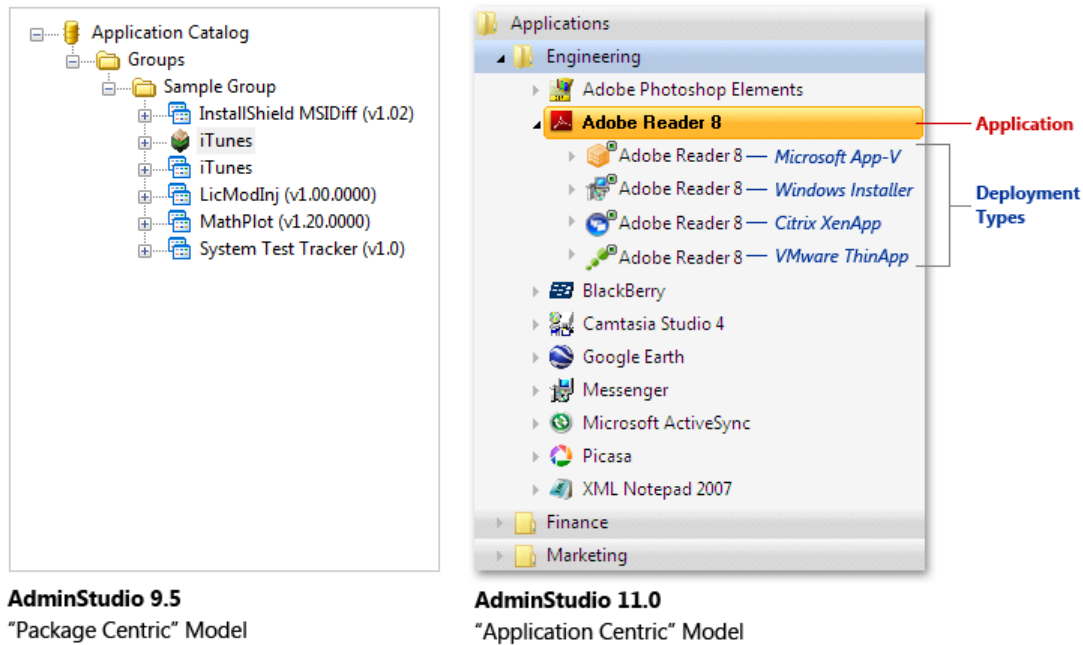 Application Catalog
Groups
Sample Group
InstallShield MSIDiff (v1.02)
iTunes
iTunes
LicModInj (v1.00.0000)
MathPlot (v1.20.0000)
System Test Tracker (v1.0)
AdminStudio 9.5
"Package Centric" Model
Applications
Engineering
Adobe Photoshop Elements
Adobe Reader 8
Application
Adobe Reader 8 — Microsoft App-V
Adobe Reader 8 — Windows Installer
Adobe Reader 8 — Citrix XenApp
Adobe Reader 8 — VMware ThinApp
Deployment
Types
BlackBerry
Camtasia Studio 4
Google Earth
Messenger
Microsoft ActiveSync
Picasa
XML Notepad 2007
Finance
Marketing
AdminStudio 11.0
"Application Centric" Model